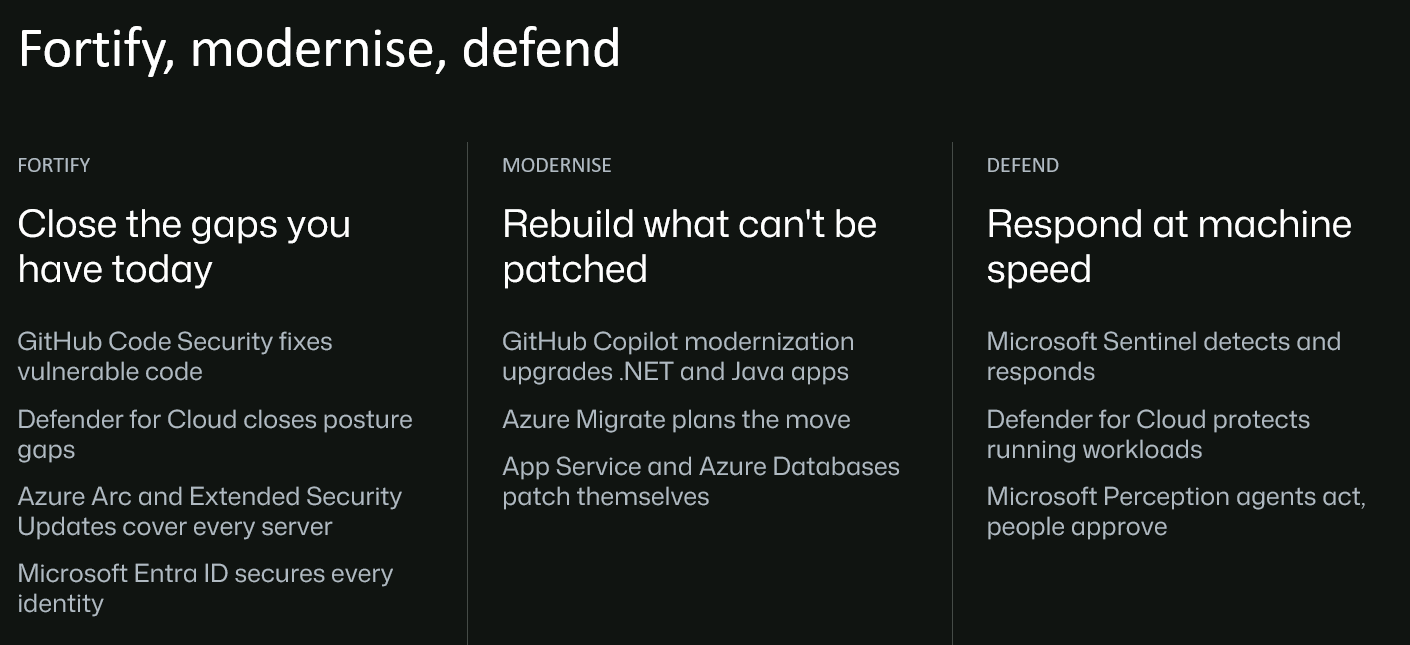 Fortify, modernise, defend
FORTIFY
Close the gaps you
have today
GitHub Code Security fixes
vulnerable code
Defender for Cloud closes posture
gaps
Azure Arc and Extended Security
Updates cover every server
Microsoft Entra ID secures every
identity
MODERNISE
Rebuild what can't be
patched
GitHub Copilot modernization
upgrades .NET and Java apps
Azure Migrate plans the move
App Service and Azure Databases
patch themselves
DEFEND
Respond at machine
speed
Microsoft Sentinel detects and
responds
Defender for Cloud protects
running workloads
Microsoft Perception agents act,
people approve